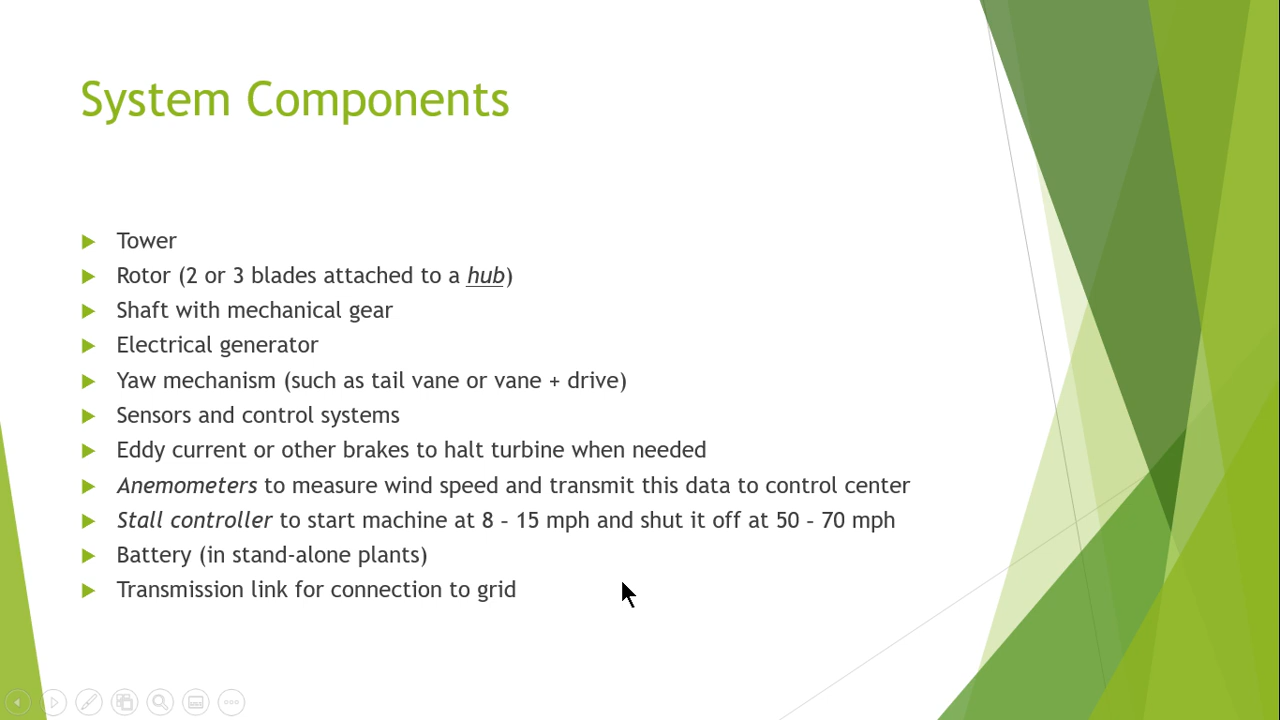 System Components
Tower
Rotor (2 or 3 blades attached to a hub)
Shaft with mechanical gear
Electrical generator
Yaw mechanism (such as tail vane or vane + drive)
Sensors and control systems
Eddy current or other brakes to halt turbine when needed
Anemometers to measure wind speed and transmit this data to control center
Stall controller to start machine at 8 – 15 mph and shut it off at 50 – 70 mph
Battery (in stand-alone plants)
Transmission link for connection to grid